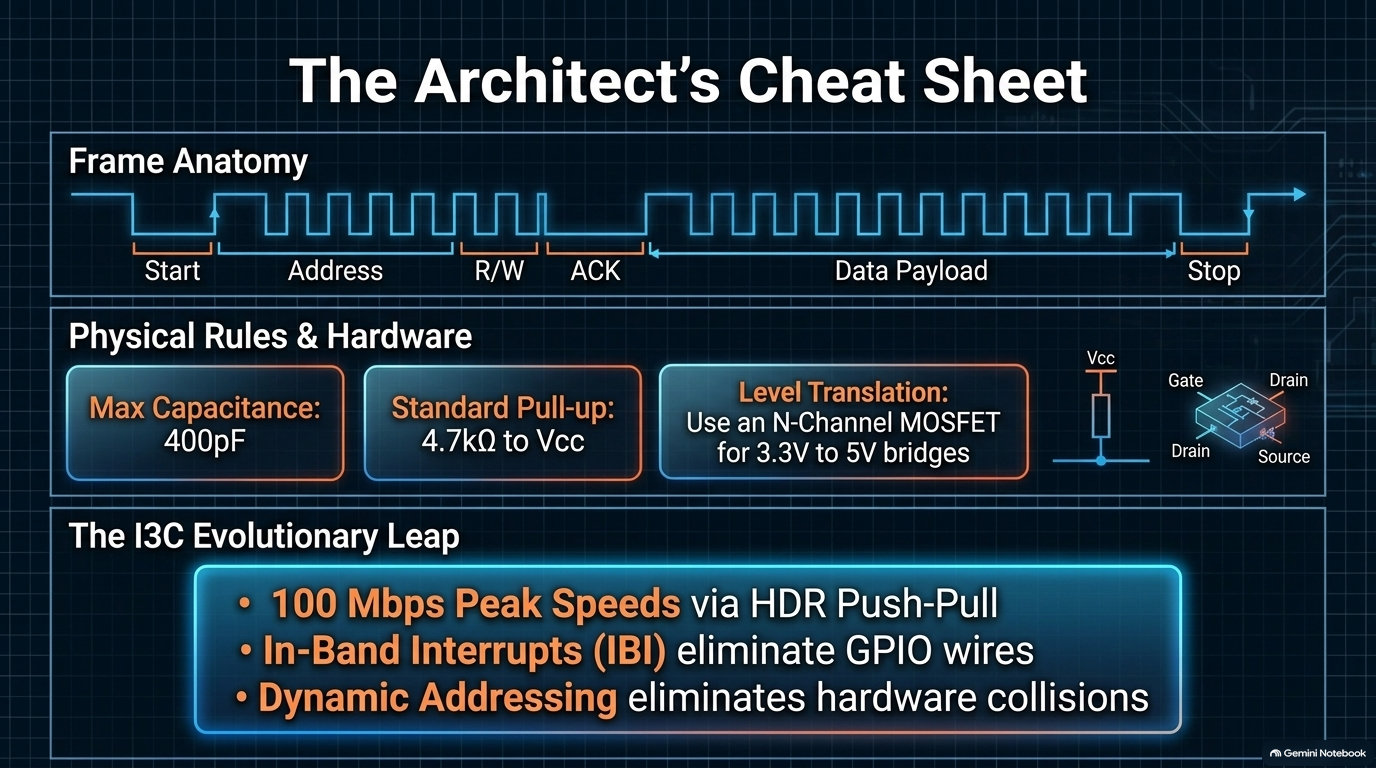 The Architect's Cheat Sheet
Frame Anatomy
Start
Address
R/W
ACK
Data Payload
Stop
Physical Rules & Hardware
Max Capacitance:
400pF
Standard Pull-up:
4.7kΩ to Vcc
Level Translation:
Use an N-Channel MOSFET
for 3.3V to 5V bridges
Vcc
Gate
Drain
Drain
Source
The I3C Evolutionary Leap
• 100 Mbps Peak Speeds via HDR Push-Pull
• In-Band Interrupts (IBI) eliminate GPIO wires
• Dynamic Addressing eliminates hardware collisions
Gemini Notebook